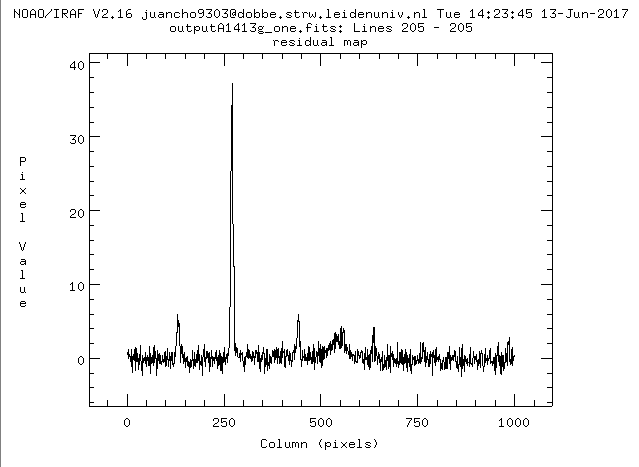 NOAO/IRAF V2.16 juancho9303@dobbe.strw.leidenuniv.nl Tue 14:23:45 13-Jun-2017
outputA1413g_one.fits: Lines 205 - 205
residual map
40
30
20
10
0
Pixel Value
0 250 500 750 1000
Column (pixels)